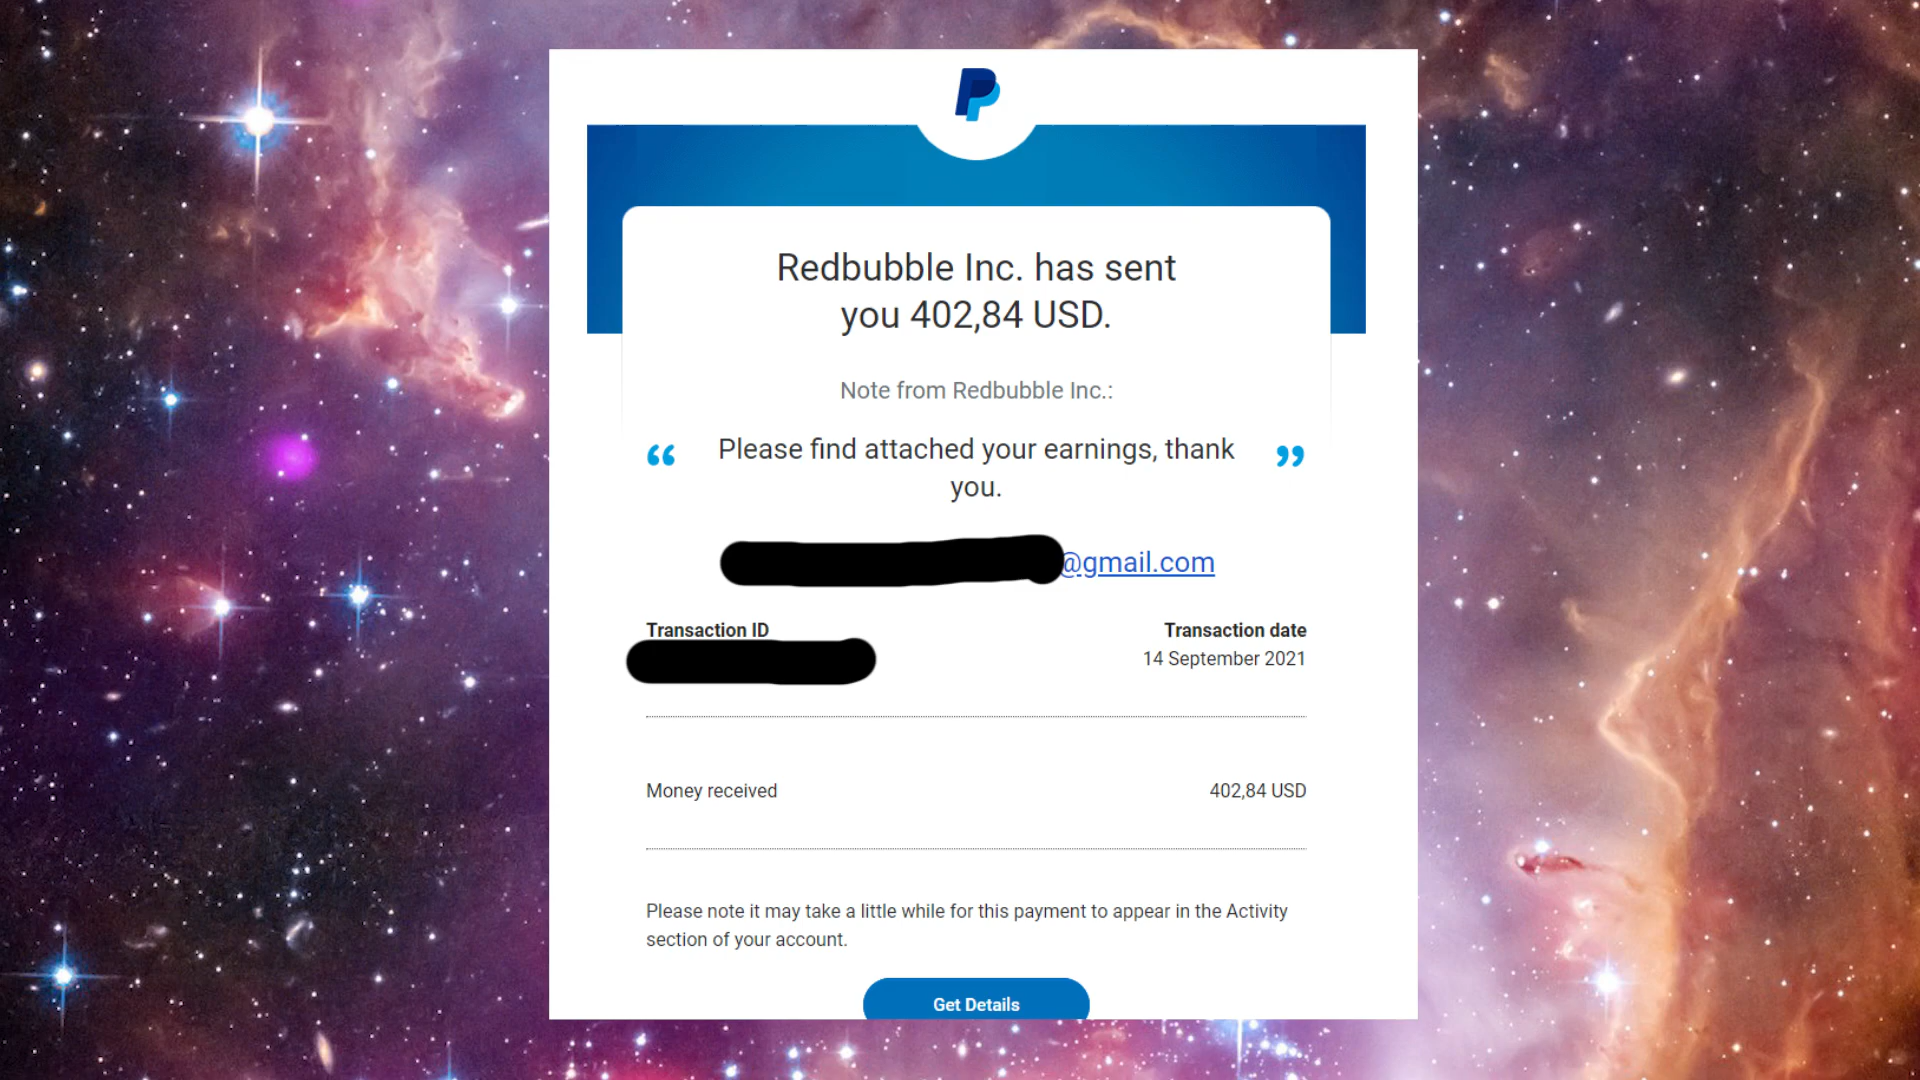 Redbubble Inc. has sent
you 402,84 USD.
Note from Redbubble Inc.:
“ Please find attached your earnings, thank ”
you.
@gmail.com
Transaction ID Transaction date
14 September 2021
Money received 402,84 USD
Please note it may take a little while for this payment to appear in the Activity
section of your account.
Get Details